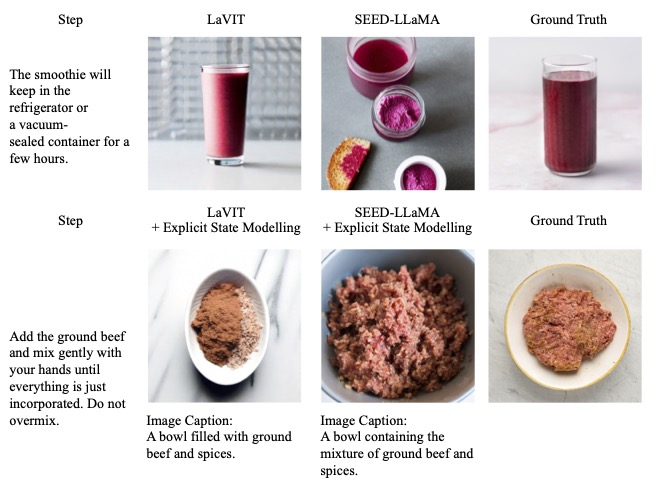 Step
LaVIT
SEED-LLaMA
Ground Truth
The smoothie will
keep in the
refrigerator or
a vacuum-
sealed container for a
few hours.
Step
LaVIT
+ Explicit State Modelling
SEED-LLaMA
+ Explicit State Modelling
Ground Truth
Add the ground beef
and mix gently with
your hands until
everything is just
incorporated. Do not
overmix.
Image Caption:
A bowl filled with ground
beef and spices.
Image Caption:
A bowl containing the
mixture of ground beef and
spices.